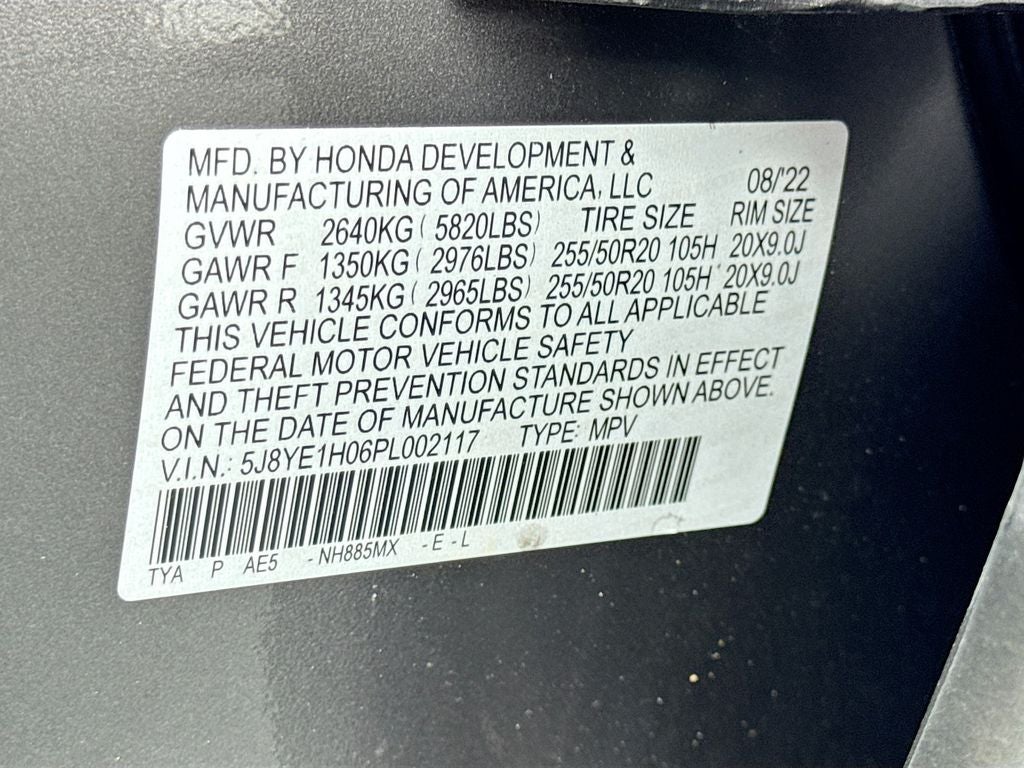 MFD. BY HONDA DEVELOPMENT &
MANUFACTURING OF AMERICA, LLC 08/'22
GVWR 2640KG ( 5820LBS) TIRE SIZE RIM SIZE
GAWR F 1350KG ( 2976LBS) 255/50R20 105H 20X9.0J
GAWR R 1345KG ( 2965LBS) 255/50R20 105H 20X9.0J
THIS VEHICLE CONFORMS TO ALL APPLICABLE
FEDERAL MOTOR VEHICLE SAFETY
AND THEFT PREVENTION STANDARDS IN EFFECT
ON THE DATE OF MANUFACTURE SHOWN ABOVE.
V.I.N.: 5J8YE1H06PL002117 TYPE: MPV
TYA P AE5 - NH885MX - E - L